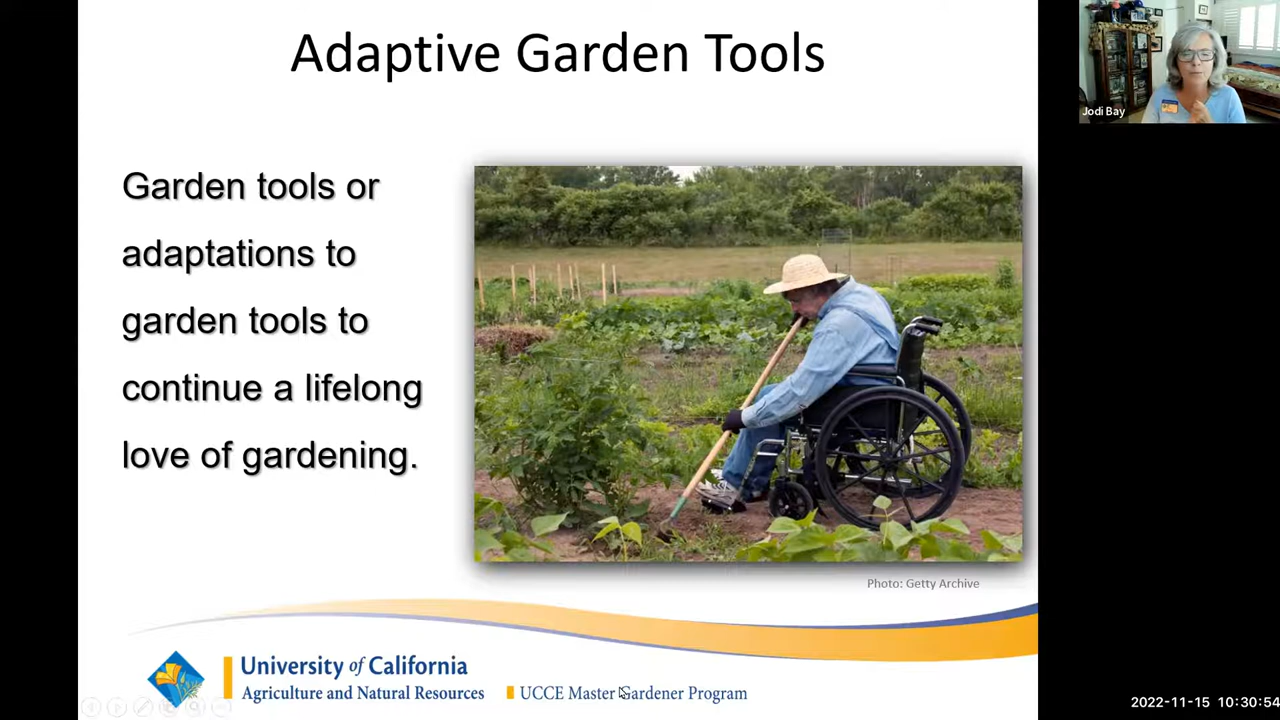 Adaptive Garden Tools
Jodi Bay
Garden tools or
adaptations to
garden tools to
continue a lifelong
love of gardening.
Photo: Getty Archive
University of California
Agriculture and Natural Resources
UCCE Master Gardener Program
2022-11-15 10:30:54